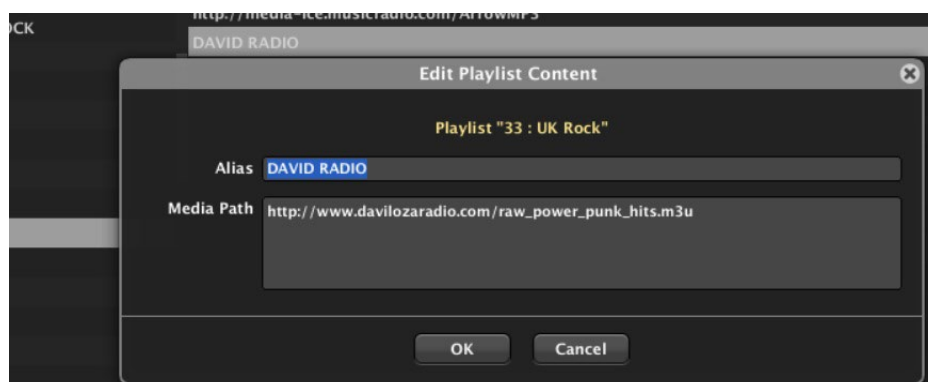 http://media-ice.musicradio.com/ArrowMP3
OCK
DAVID RADIO
Edit Playlist Content
Playlist "33 : UK Rock"
Alias DAVID RADIO
Media Path http://www.davilozaradio.com/raw_power_punk_hits.m3u
OK Cancel